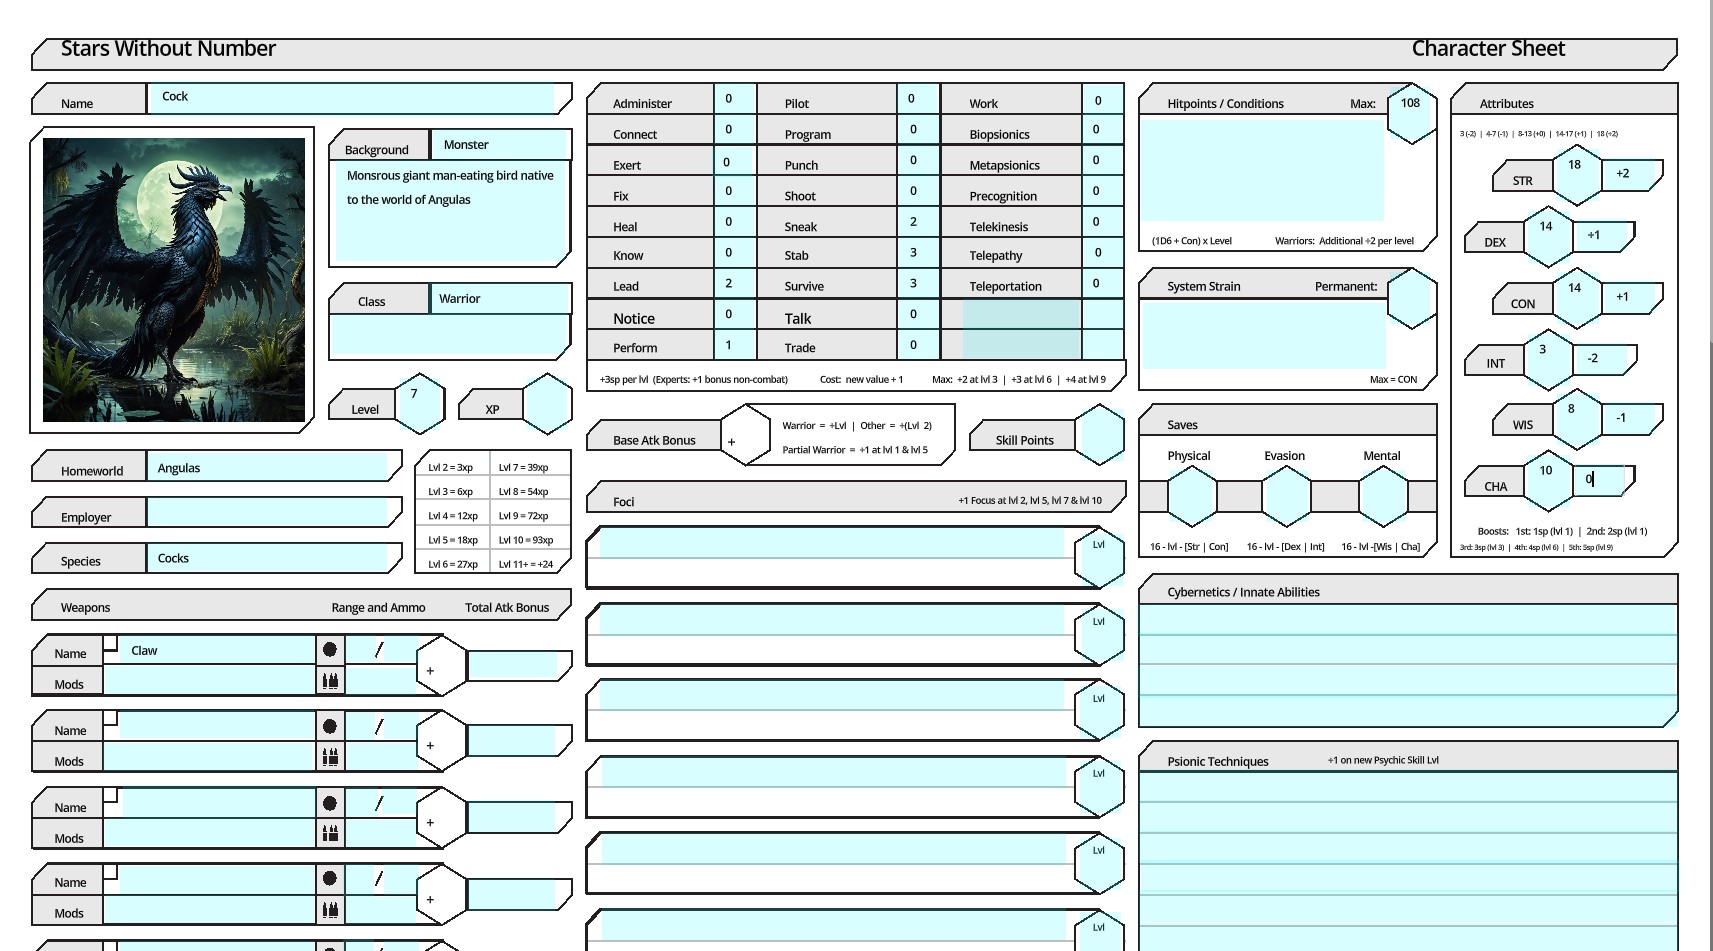 Stars Without Number
Character Sheet
Name Cock
Background Monster
Monsrous giant man-eating bird native
to the world of Angulas
Class Warrior
Level 7 XP
Homeworld Angulas
Employer
Species Cocks
Lvl 2 = 3xp Lvl 7 = 39xp
Lvl 3 = 6xp Lvl 8 = 54xp
Lvl 4 = 12xp Lvl 9 = 72xp
Lvl 5 = 18xp Lvl 10 = 93xp
Lvl 6 = 27xp Lvl 11+ = +24
Weapons Range and Ammo Total Atk Bonus
Name Claw / +
Mods
Name / +
Mods
Name / +
Mods
Name / +
Mods
Administer 0 Pilot 0 Work 0
Connect 0 Program 0 Biopsionics 0
Exert 0 Punch 0 Metapsionics 0
Fix 0 Shoot 0 Precognition 0
Heal 0 Sneak 2 Telekinesis 0
Know 0 Stab 3 Telepathy 0
Lead 2 Survive 3 Teleportation 0
Notice 0 Talk 0
Perform 1 Trade 0
+3sp per lvl (Experts: +1 bonus non-combat) Cost: new value + 1 Max: +2 at lvl 3 | +3 at lvl 6 | +4 at lvl 9
Base Atk Bonus +
Warrior = +Lvl | Other = +(Lvl 2)
Partial Warrior = +1 at lvl 1 & lvl 5
Skill Points
Foci +1 Focus at lvl 2, lvl 5, lvl 7 & lvl 10
Lvl
Lvl
Lvl
Lvl
Lvl
Lvl
Hitpoints / Conditions Max: 108
(1D6 + Con) x Level Warriors: Additional +2 per level
System Strain Permanent:
Max = CON
Saves
Physical Evasion Mental
16 - lvl - [Str | Con] 16 - lvl - [Dex | Int] 16 - lvl -[Wis | Cha]
Attributes
3 (-2) | 4-7 (-1) | 8-13 (+0) | 14-17 (+1) | 18 (+2)
STR 18 +2
DEX 14 +1
CON 14 +1
INT 3 -2
WIS 8 -1
CHA 10 0
Boosts: 1st: 1sp (lvl 1) | 2nd: 2sp (lvl 1)
3rd: 3sp (lvl 3) | 4th: 4sp (lvl 6) | 5th: 5sp (lvl 9)
Cybernetics / Innate Abilities
Psionic Techniques +1 on new Psychic Skill Lvl